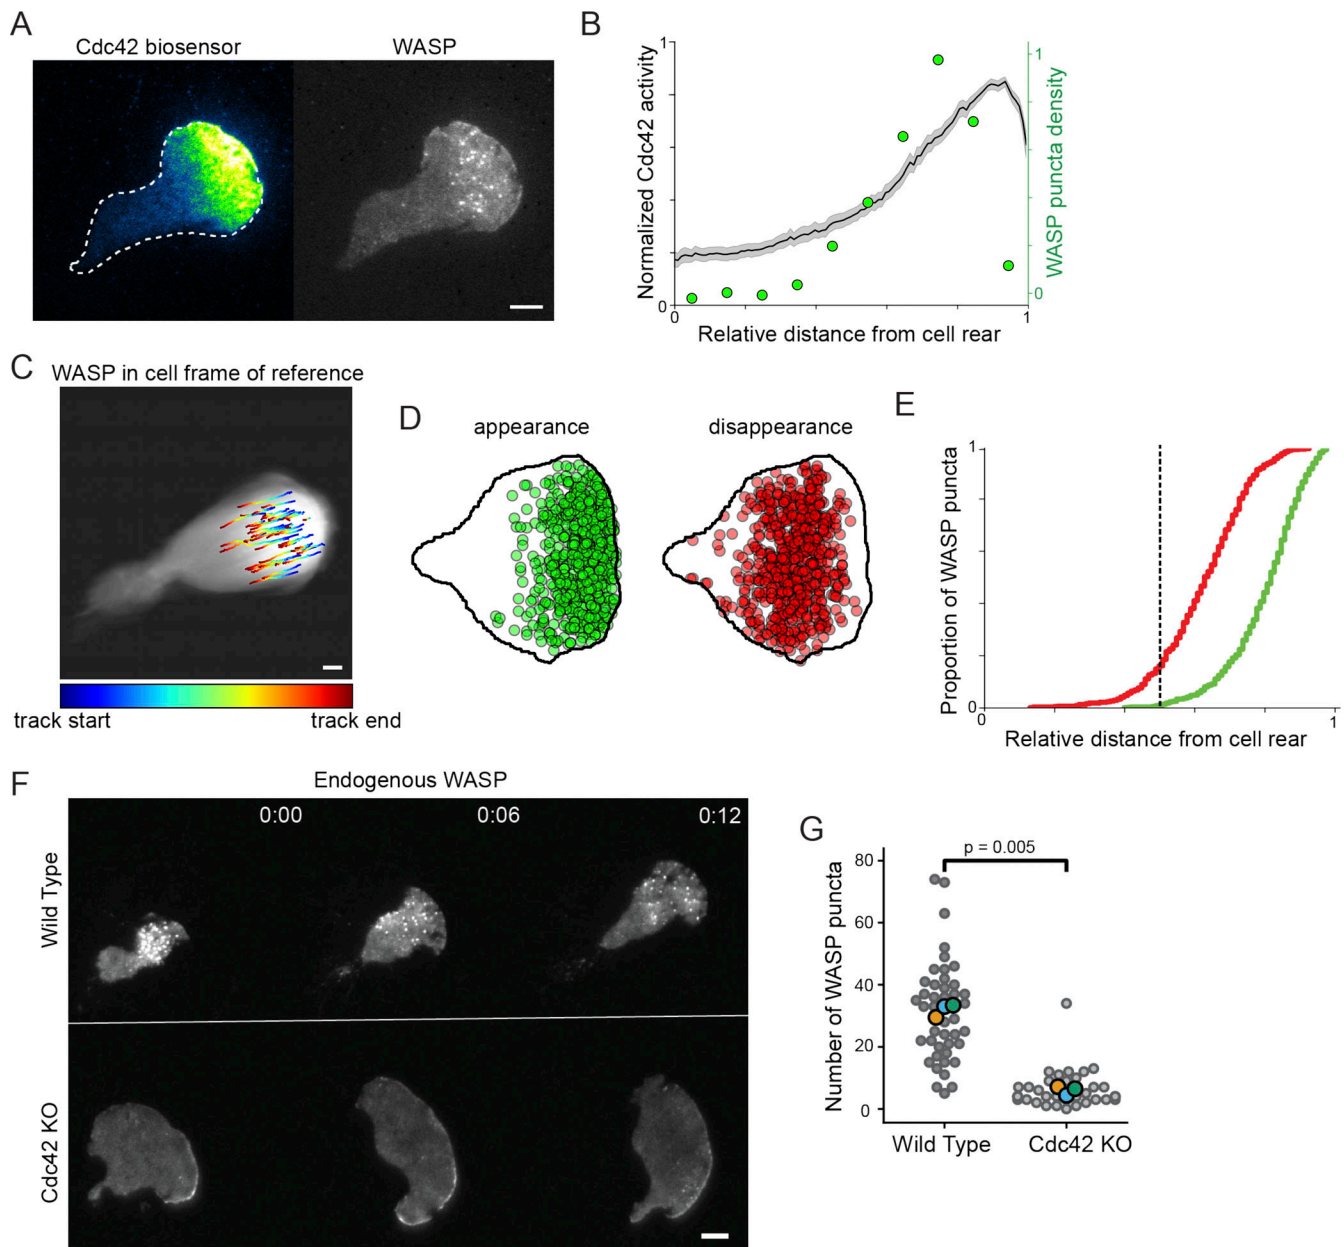 A
Cdc42 biosensor
WASP
B
Normalized Cdc42 activity
1
0
0
1
Relative distance from cell rear
1
0
WASP puncta density
C
WASP in cell frame of reference
track start
track end
D
appearance
disappearance
E
Proportion of WASP puncta
1
0
0
1
Relative distance from cell rear
F
Endogenous WASP
0:00
0:06
0:12
Wild Type
Cdc42 KO
G
p = 0.005
Number of WASP puncta
80
60
40
20
0
Wild Type
Cdc42 KO